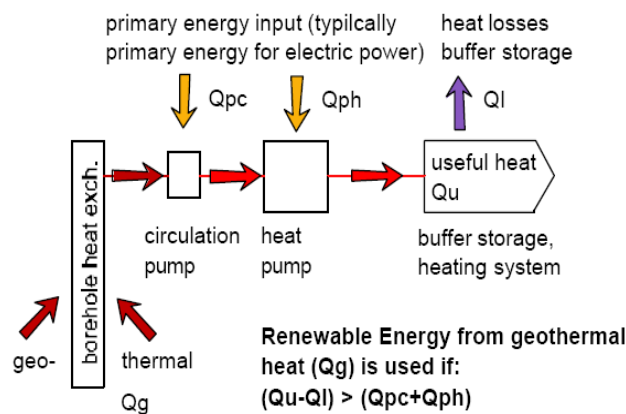 primary energy input (typilcally
primary energy for electric power)
heat losses
buffer storage
Qpc
Qph
Ql
borehole heat exch.
useful heat
Qu
circulation
pump
heat
pump
buffer storage,
heating system
geo-
thermal
Qg
Renewable Energy from geothermal
heat (Qg) is used if:
(Qu-Ql) > (Qpc+Qph)